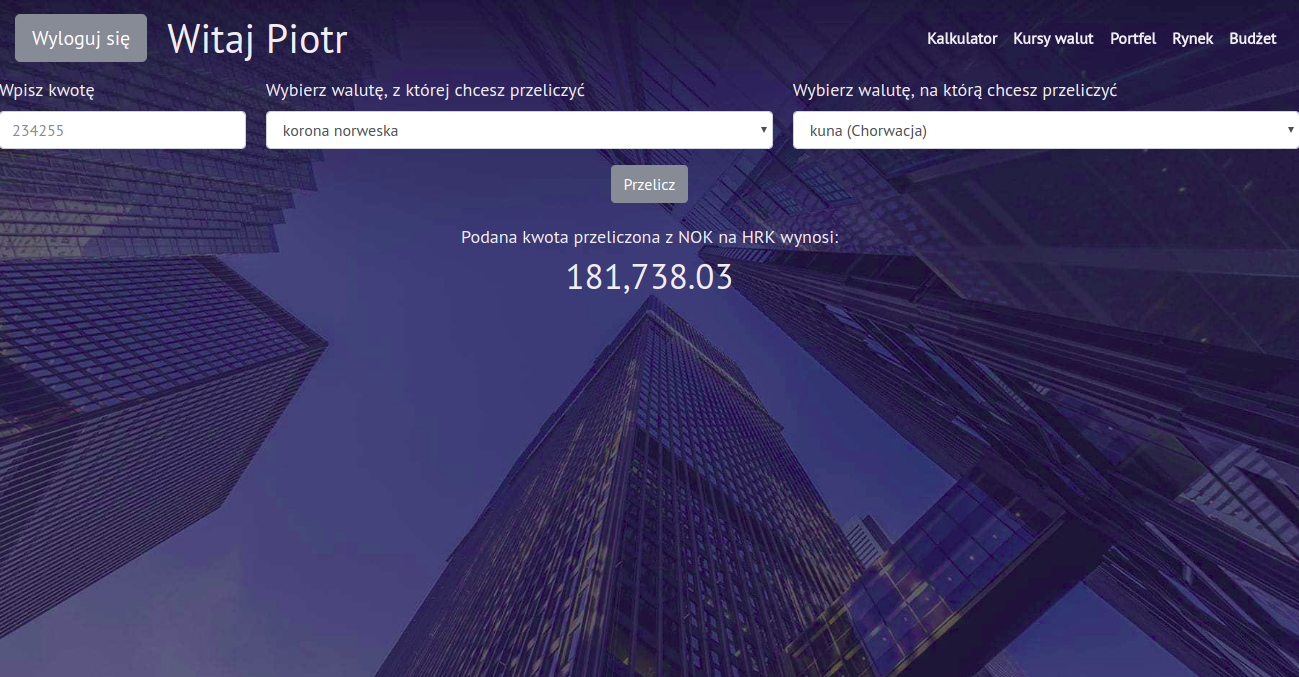 Wyloguj się
Witaj Piotr
Kalkulator
Kursy walut
Portfel
Rynek
Budżet
Wpisz kwotę
Wybierz walutę, z której chcesz przeliczyć
Wybierz walutę, na którą chcesz przeliczyć
234255
korona norweska
kuna (Chorwacja)
Przelicz
Podana kwota przeliczona z NOK na HRK wynosi:
181,738.03